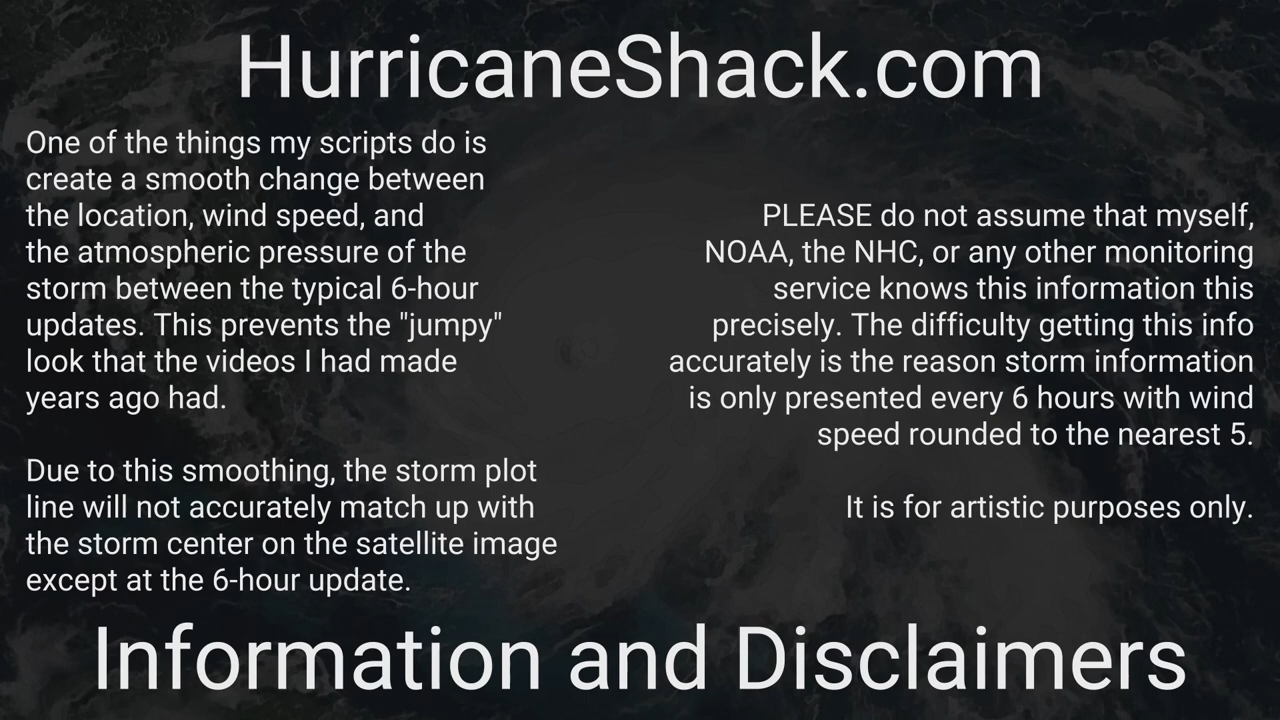 HurricaneShack.com
One of the things my scripts do is
create a smooth change between
the location, wind speed, and
the atmospheric pressure of the
storm between the typical 6-hour
updates. This prevents the "jumpy"
look that the videos I had made
years ago had.
Due to this smoothing, the storm plot
line will not accurately match up with
the storm center on the satellite image
except at the 6-hour update.
PLEASE do not assume that myself,
NOAA, the NHC, or any other monitoring
service knows this information this
precisely. The difficulty getting this info
accurately is the reason storm information
is only presented every 6 hours with wind
speed rounded to the nearest 5.
It is for artistic purposes only.
Information and Disclaimers